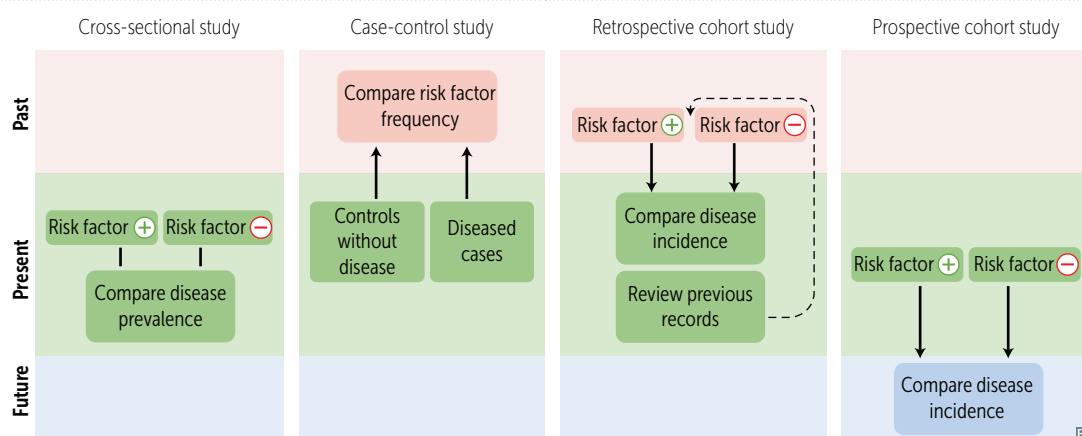 Cross-sectional study
Case-control study
Retrospective cohort study
Prospective cohort study
Past
Compare risk factor
frequency
Risk factor +
Risk factor −
Present
Risk factor +
Risk factor −
Compare disease
prevalence
Controls
without
disease
Diseased
cases
Compare disease
incidence
Review previous
records
Risk factor +
Risk factor −
Future
Compare disease
incidence